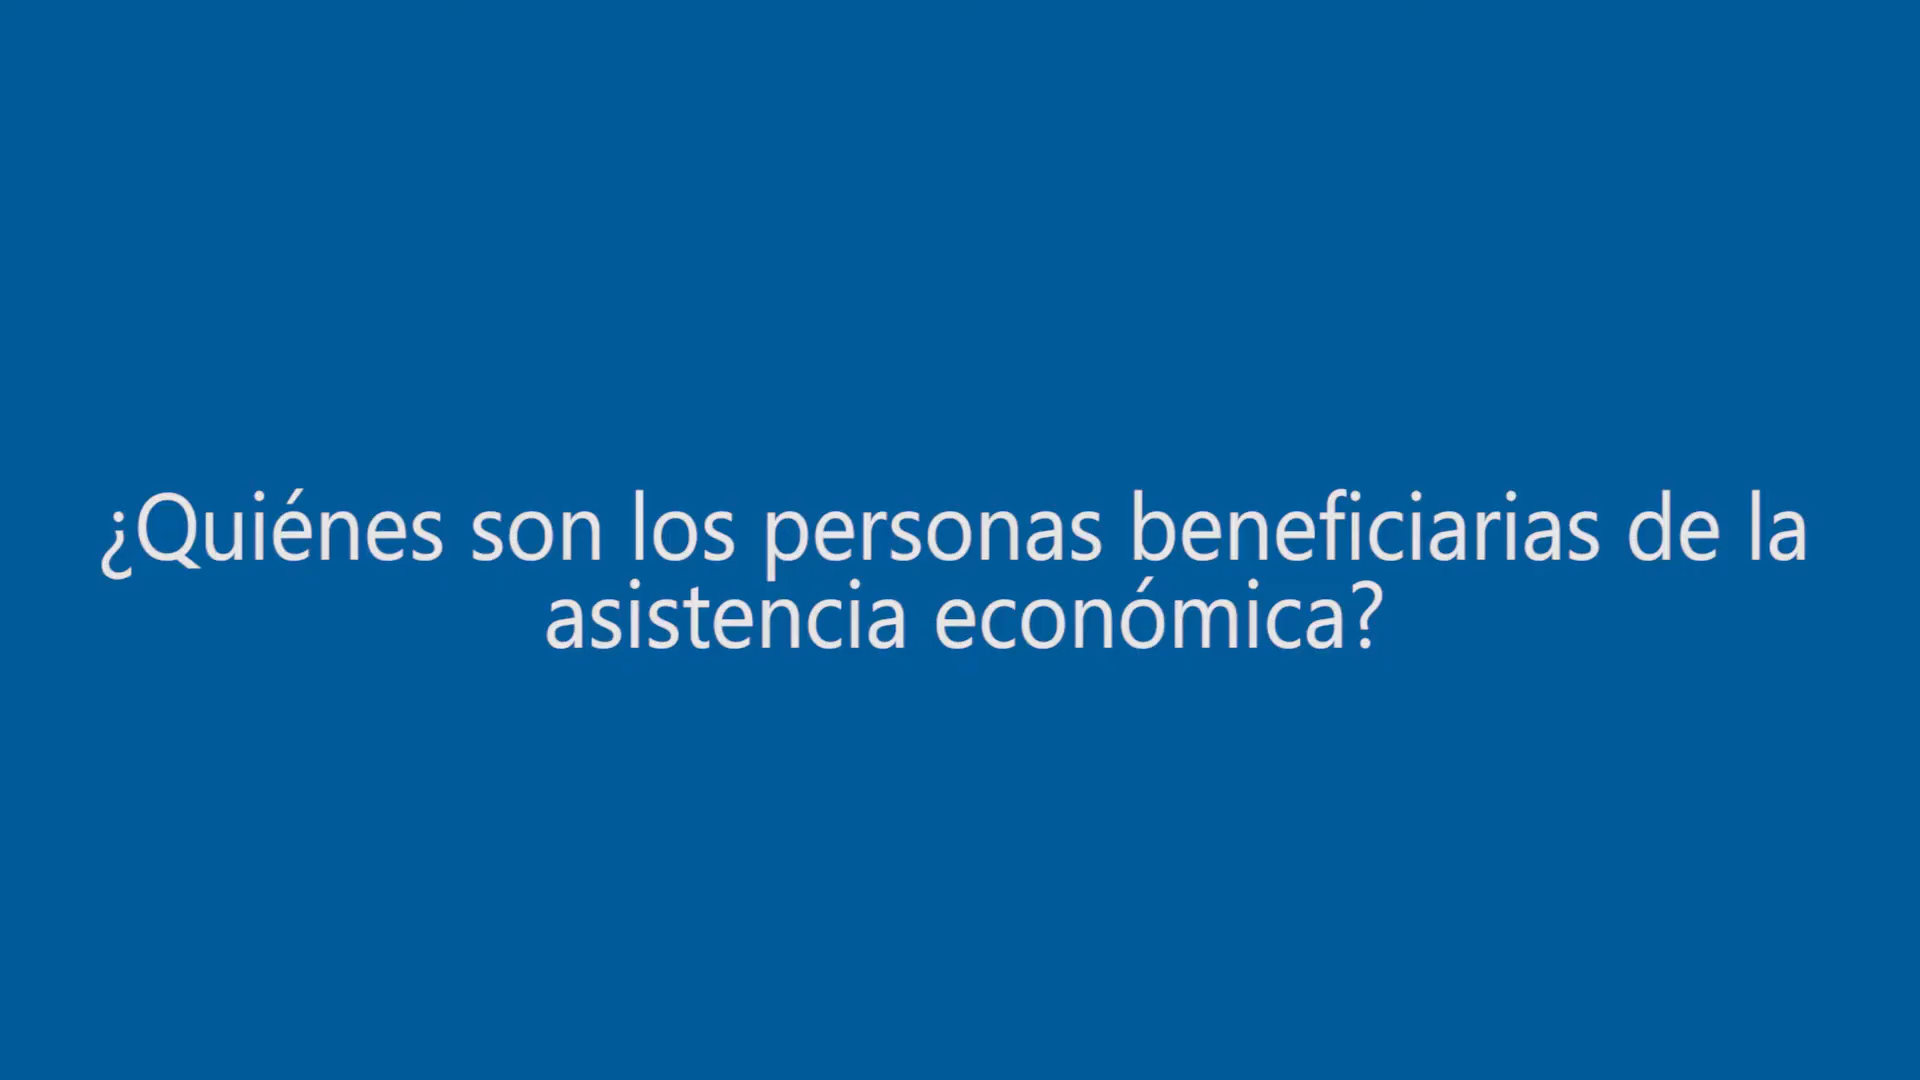 ¿Quiénes son los personas beneficiarias de la
asistencia económica?